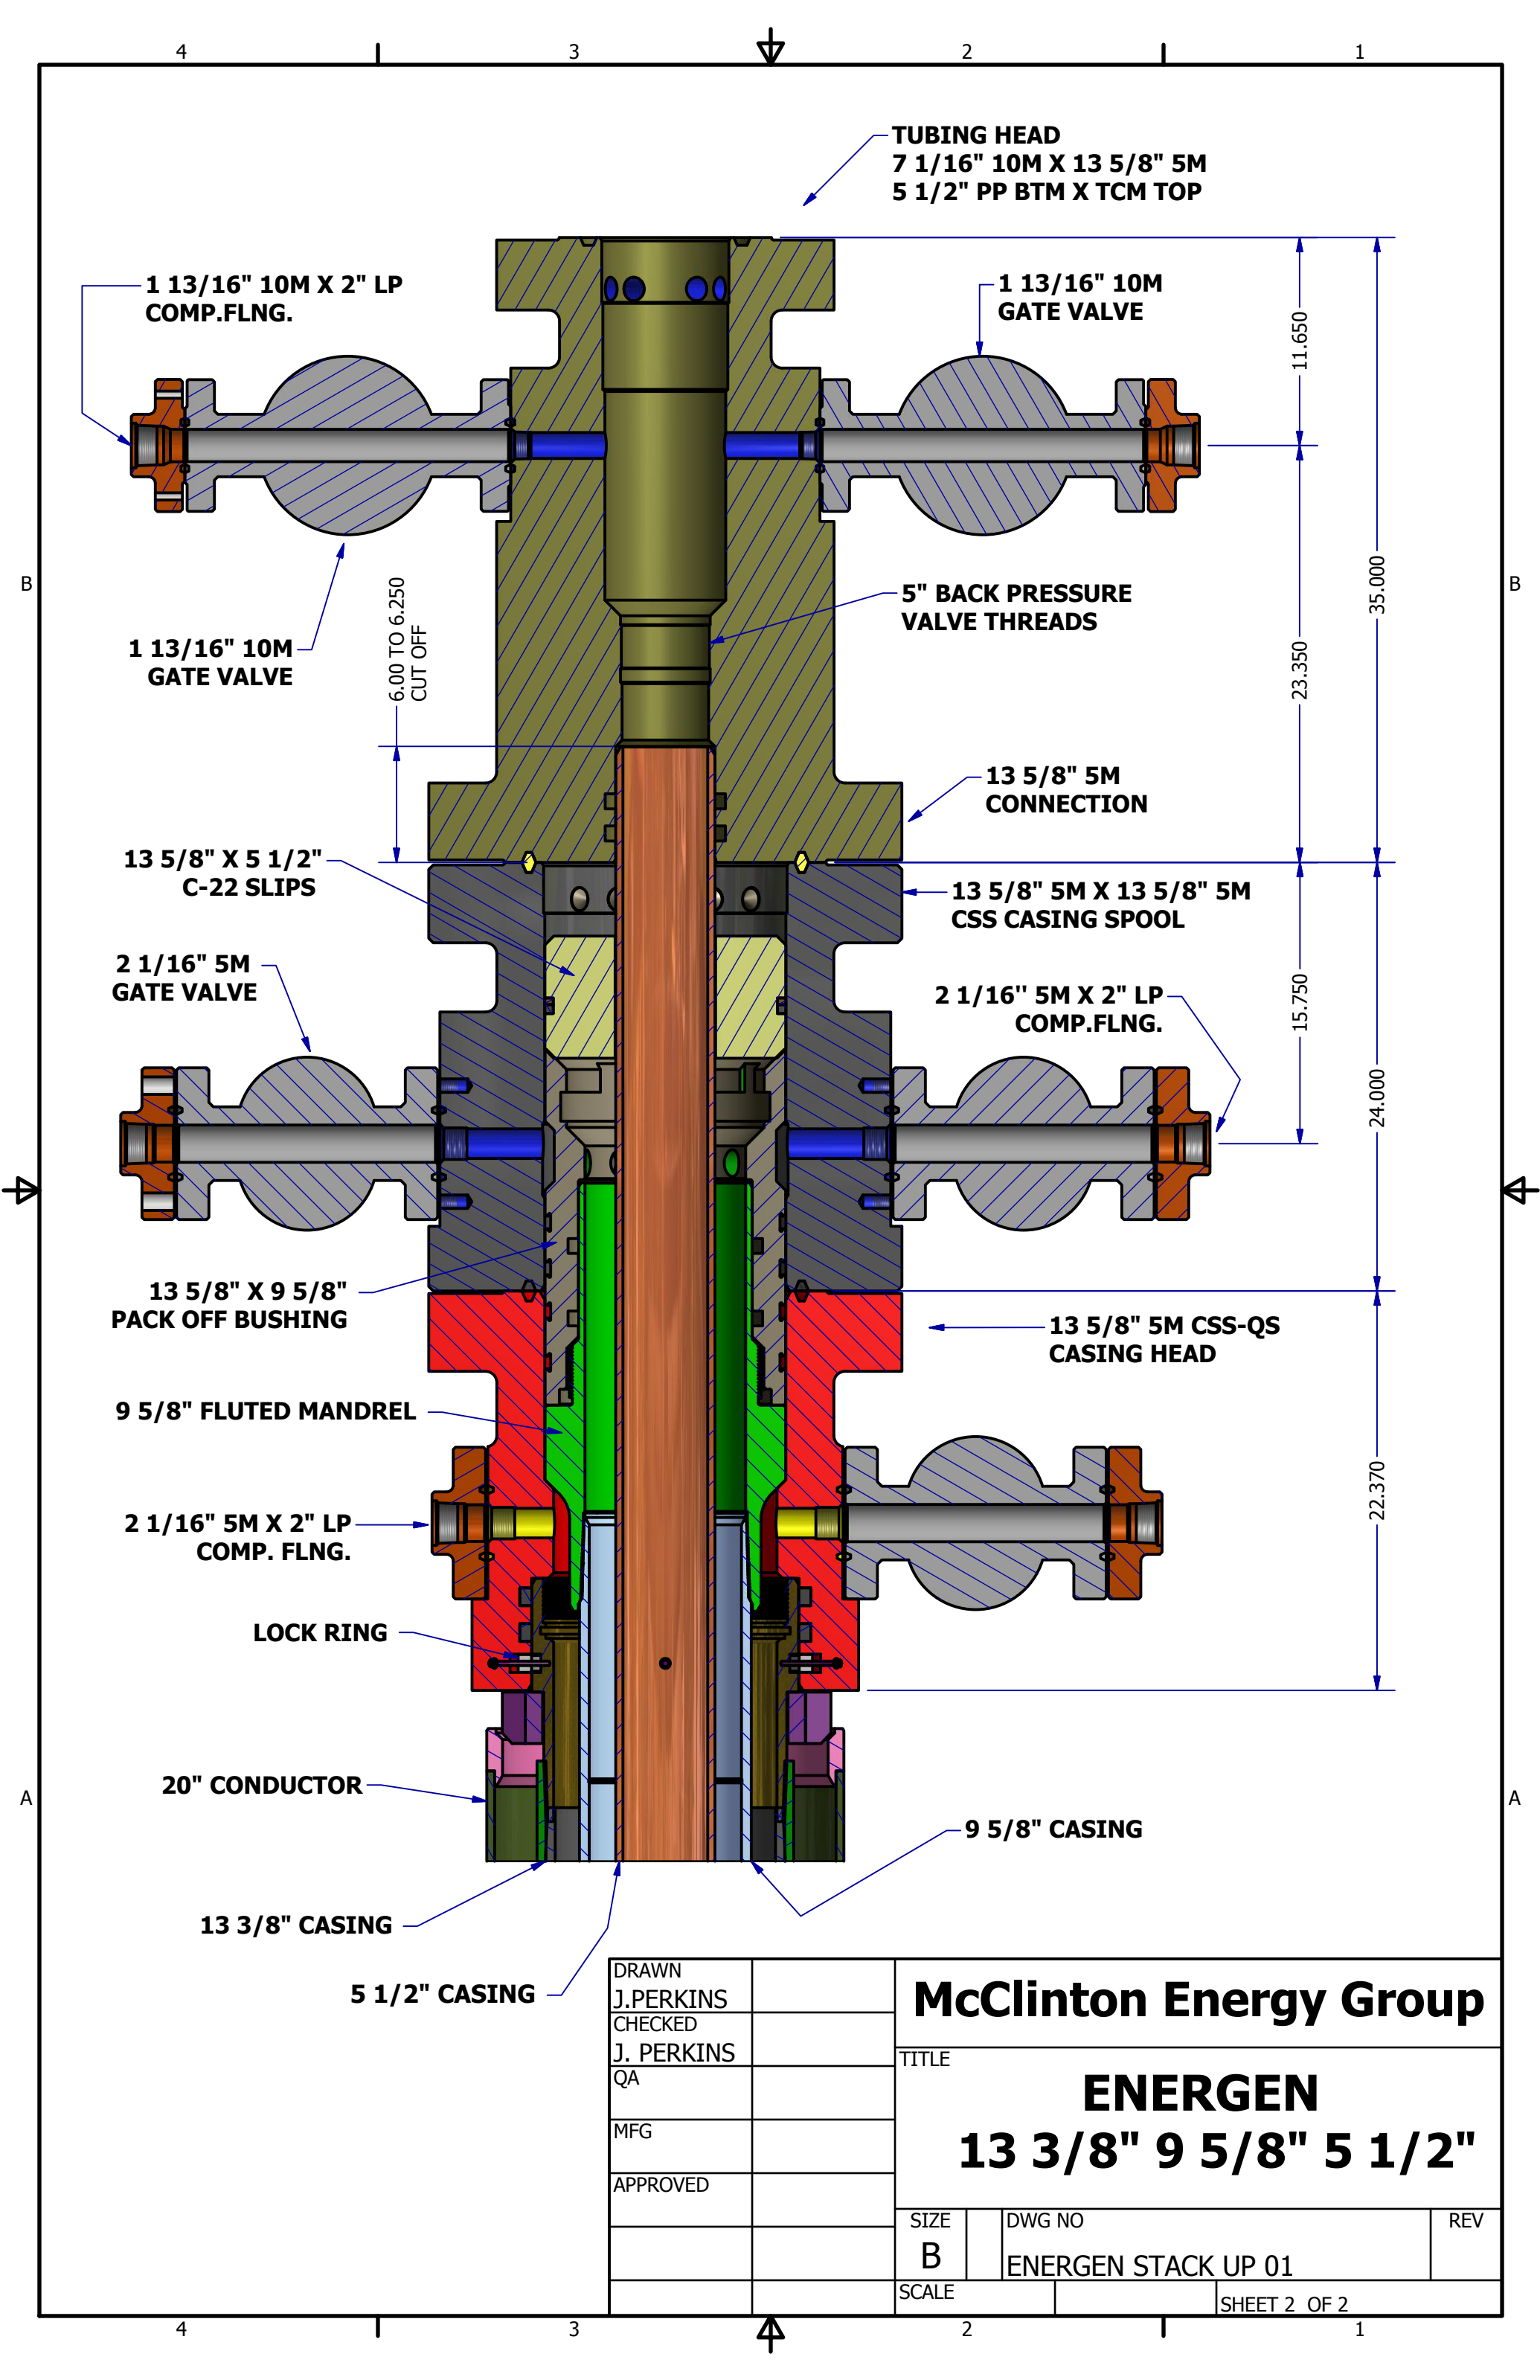 4
3
2
1
TUBING HEAD
7 1/16" 10M X 13 5/8" 5M
5 1/2" PP BTM X TCM TOP
1 13/16" 10M X 2" LP
COMP.FLNG.
1 13/16" 10M
GATE VALVE
11.650
35.000
B
B
6.00 TO 6.250
CUT OFF
5" BACK PRESSURE
VALVE THREADS
1 13/16" 10M
GATE VALVE
23.350
13 5/8" 5M
CONNECTION
13 5/8" X 5 1/2"
C-22 SLIPS
13 5/8" 5M X 13 5/8" 5M
CSS CASING SPOOL
2 1/16" 5M
GATE VALVE
2 1/16'' 5M X 2" LP
COMP.FLNG.
15.750
24.000
13 5/8" X 9 5/8"
PACK OFF BUSHING
13 5/8" 5M CSS-QS
CASING HEAD
9 5/8" FLUTED MANDREL
22.370
2 1/16" 5M X 2" LP
COMP. FLNG.
LOCK RING
20" CONDUCTOR
A
A
9 5/8" CASING
13 3/8" CASING
5 1/2" CASING
DRAWN
J.PERKINS
CHECKED
J. PERKINS
QA
MFG
APPROVED
McClinton Energy Group
TITLE
ENERGEN
13 3/8" 9 5/8" 5 1/2"
SIZE
B
DWG NO
ENERGEN STACK UP 01
REV
SCALE
SHEET 2 OF 2
4
3
2
1